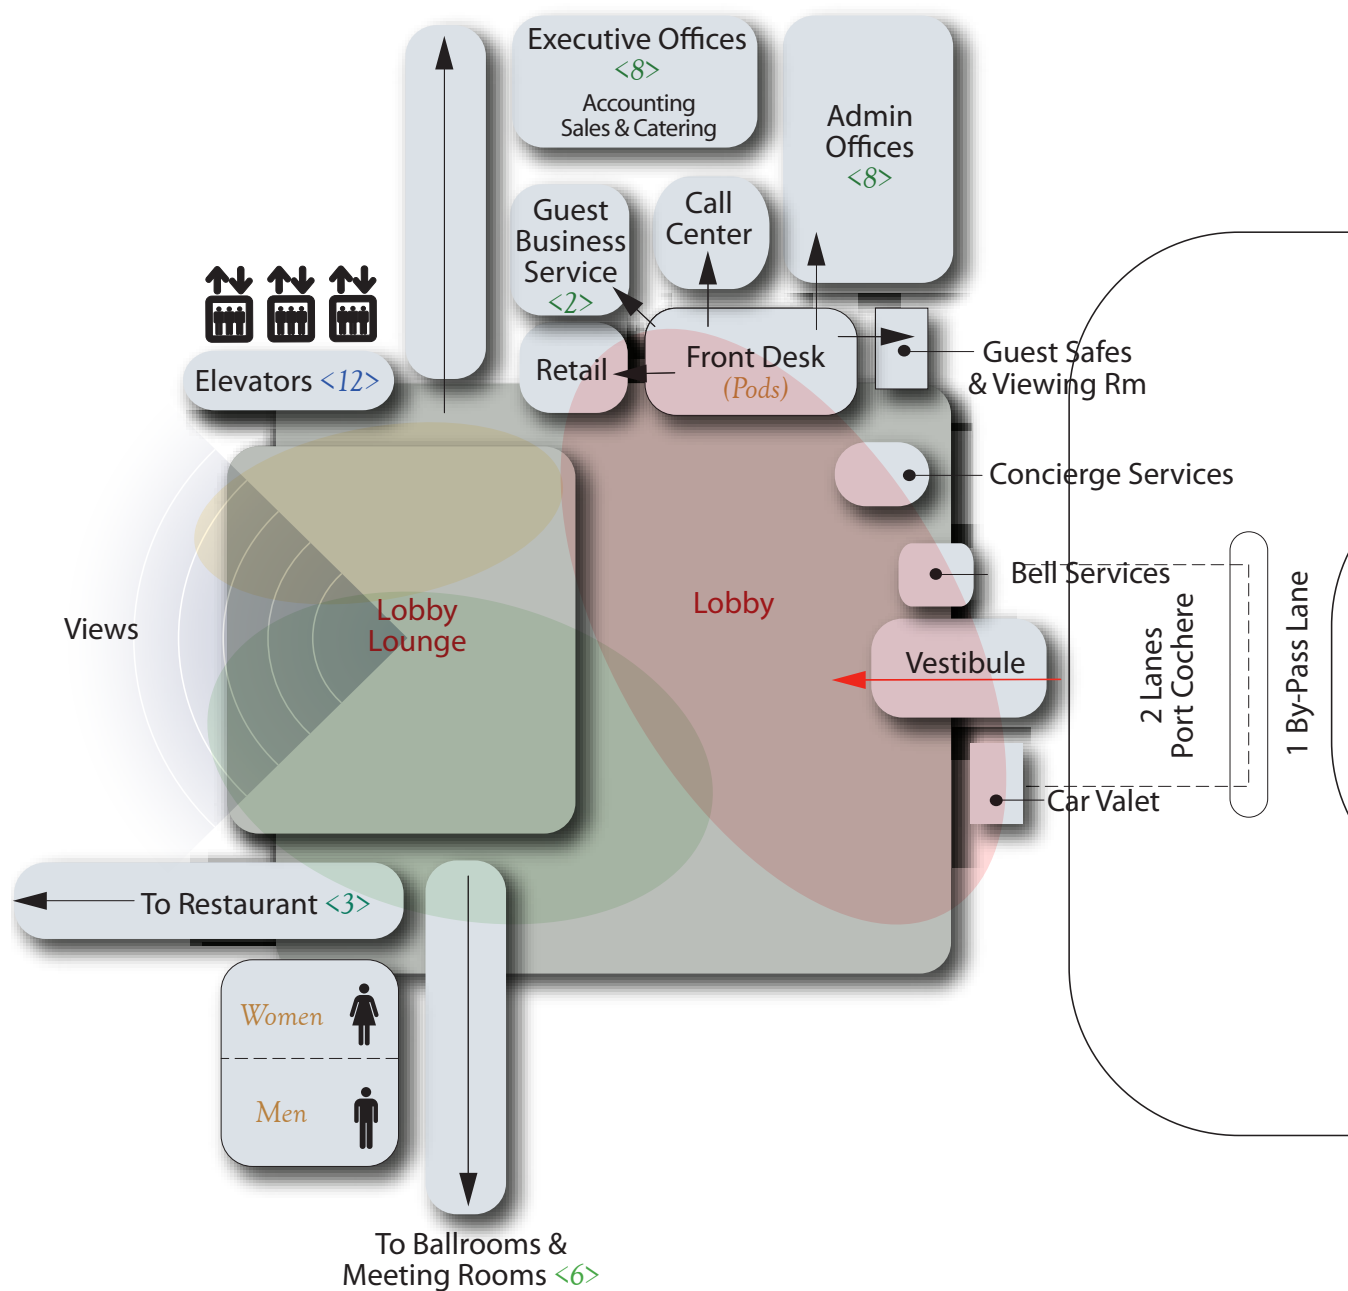 Executive Offices
<8>
Accounting
Sales & Catering
Admin
Offices
<8>
Guest
Business
Service
<2>
Call
Center
Elevators <12>
Retail
Front Desk
(Pods)
Guest Safes
& Viewing Rm
Concierge Services
Bell Services
Views
Lobby
Lounge
Lobby
Vestibule
2 Lanes
Port Cochere
1 By-Pass Lane
Car Valet
To Restaurant <3>
Women
Men
To Ballrooms &
Meeting Rooms <6>